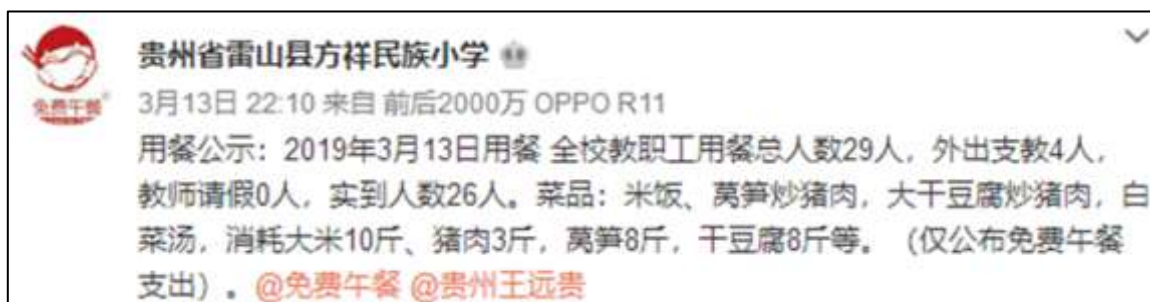 贵州省雷山县方祥民族小学
免费午餐
3月13日 22:10 来自 前后2000万 OPPO R11
用餐公示：2019年3月13日用餐 全校教职工用餐总人数29人，外出支教4人，
教师请假0人，实到人数26人。菜品：米饭、莴笋炒猪肉，大干豆腐炒猪肉，白
菜汤，消耗大米10斤、猪肉3斤，莴笋8斤，干豆腐8斤等。（仅公布免费午餐
支出）。@免费午餐 @贵州王远贵